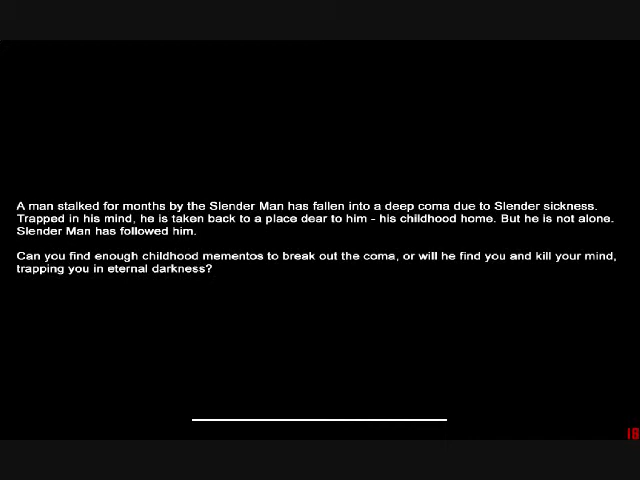 A man stalked for months by the Slender Man has fallen into a deep coma due to Slender sickness.
Trapped in his mind, he is taken back to a place dear to him - his childhood home. But he is not alone.
Slender Man has followed him.
Can you find enough childhood mementos to break out the coma, or will he find you and kill your mind,
trapping you in eternal darkness?